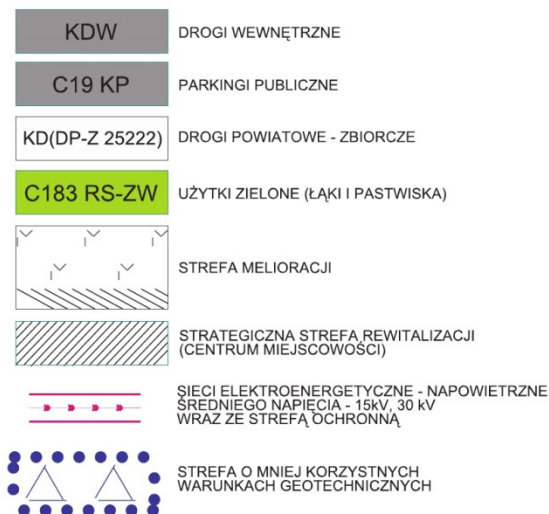 KDW DROGI WEWNĘTRZNE
C19 KP PARKINGI PUBLICZNE
KD(DP-Z 25222) DROGI POWIATOWE - ZBIORCZE
C183 RS-ZW UŻYTKI ZIELONE (ŁĄKI I PASTWISKA)
STREFA MELIORACJI
STRATEGICZNA STREFA REWITALIZACJI
(CENTRUM MIEJSCOWOŚCI)
SIECI ELEKTROENERGETYCZNE - NAPOWIETRZNE
ŚREDNIEGO NAPIĘCIA - 15kV, 30 kV
WRAZ ZE STREFĄ OCHRONNĄ
STREFA O MNIEJ KORZYSTNYCH
WARUNKACH GEOTECHNICZNYCH